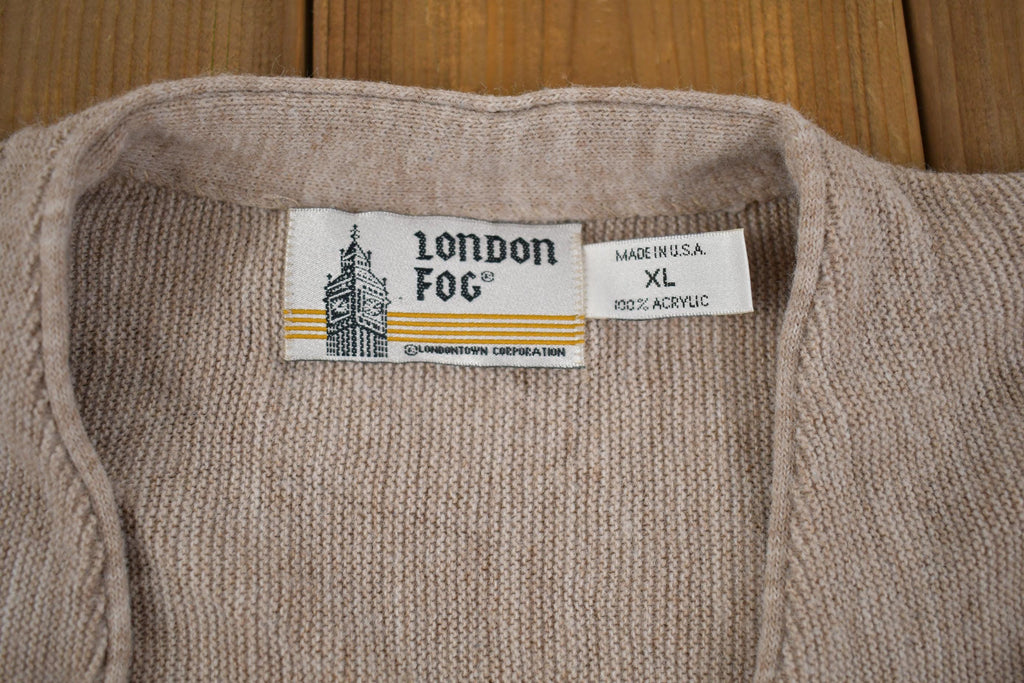 LONDON
FOG®
©LONDONTOWN CORPORATION
MADE IN U.S.A.
XL
100% ACRYLIC